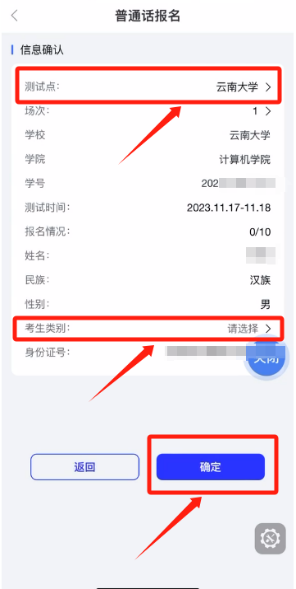 普通话报名
信息确认
测试点: 云南大学
场次: 1
学校 云南大学
学院 计算机学院
学号 202
测试时间: 2023.11.17-11.18
报名情况: 0/10
姓名:
民族: 汉族
性别: 男
考生类别: 请选择
身份证号:
关闭
返回 确定